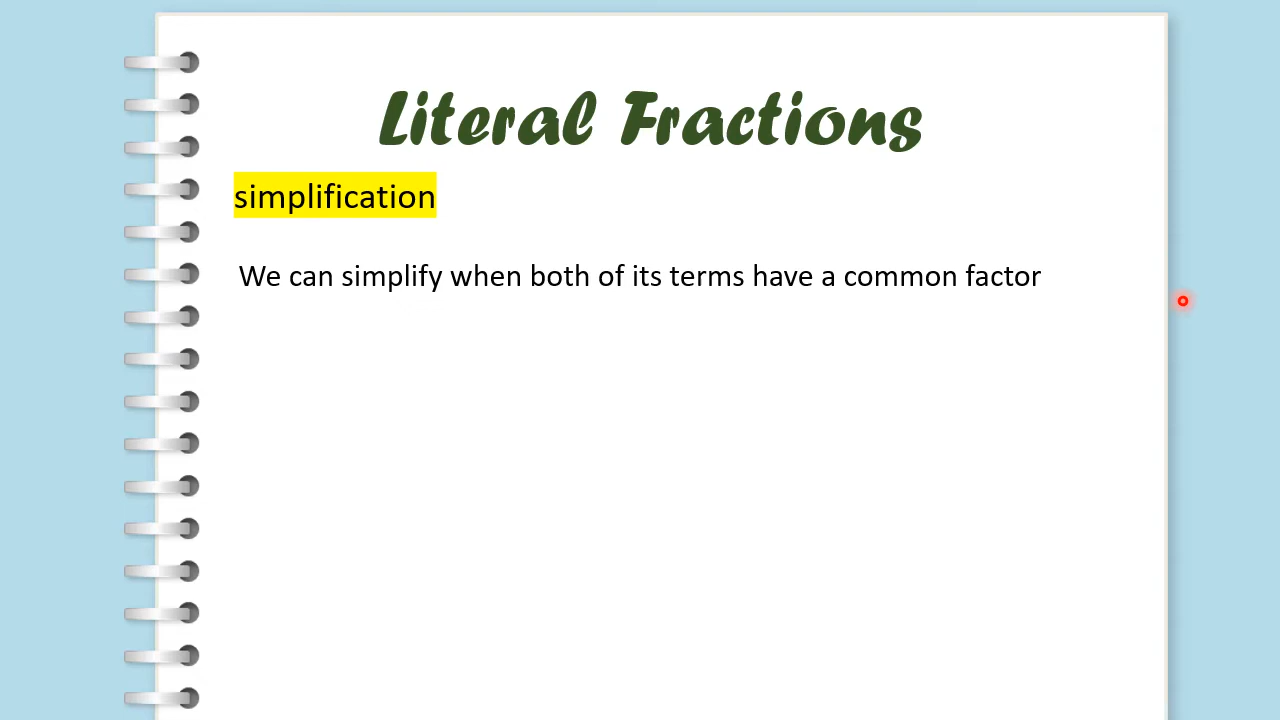 Literal Fractions
simplification
We can simplify when both of its terms have a common factor